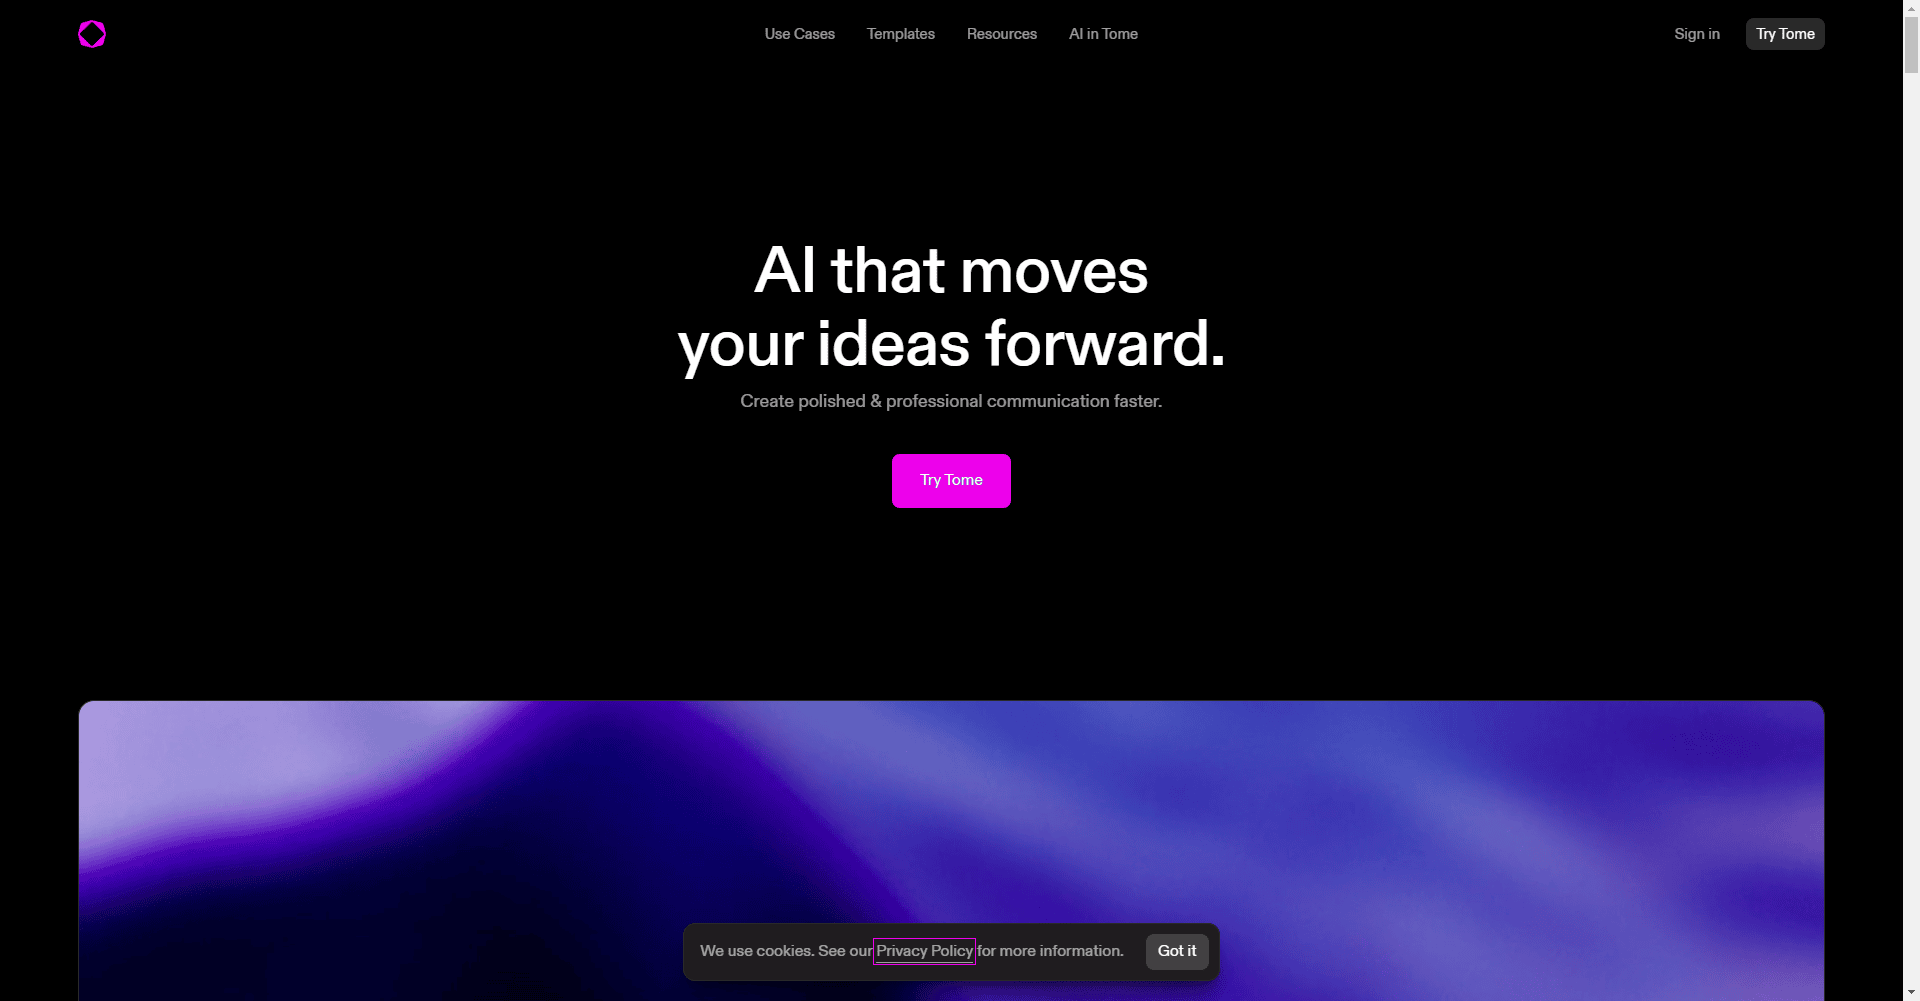 Use Cases Templates Resources AI in Tome Sign in Try Tome
AI that moves
your ideas forward.
Create polished & professional communication faster.
Try Tome
We use cookies. See our Privacy Policy for more information. Got it